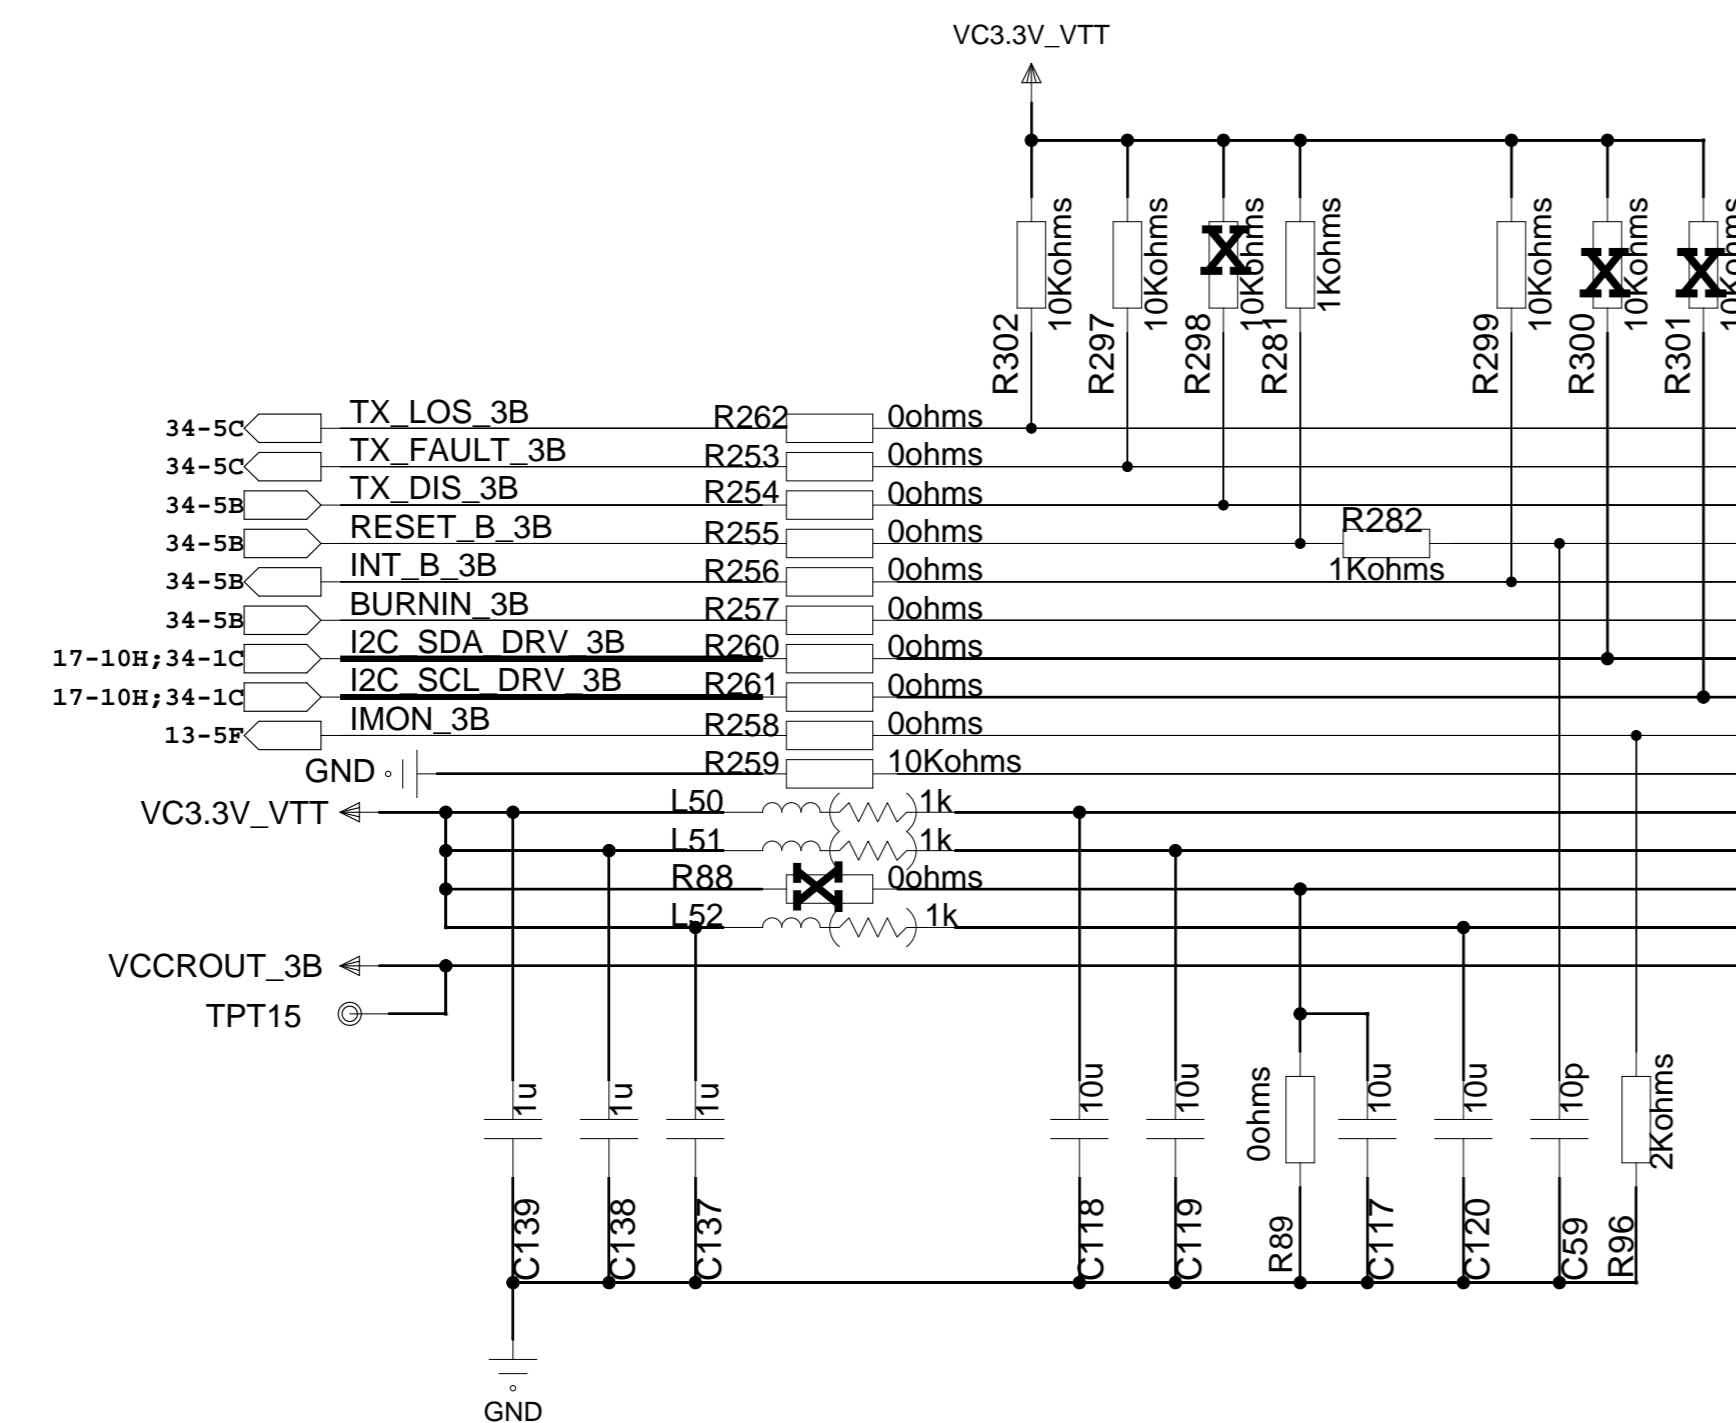 VC3.3V_VTT
10Kohms
10Kohms
10Kohms
1Kohms
10Kohms
10Kohms
10Kohms
R302
R297
R298
R281
R299
R300
R301
34-5C TX_LOS_3B R262 0ohms
34-5C TX_FAULT_3B R253 0ohms
34-5B TX_DIS_3B R254 0ohms
34-5B RESET_B_3B R255 0ohms R282
1Kohms
34-5B INT_B_3B R256 0ohms
34-5B BURNIN_3B R257 0ohms
17-10H;34-1C I2C_SDA_DRV_3B R260 0ohms
17-10H;34-1C I2C_SCL_DRV_3B R261 0ohms
13-5F IMON_3B R258 0ohms
GND R259 10Kohms
VC3.3V_VTT L50 1k
L51 1k
R88 0ohms
L52 1k
VCCROUT_3B
TPT15
1u
1u
1u
10u
10u
0ohms
10u
10u
10p
2Kohms
C139
C138
C137
C118
C119
R89
C117
C120
C59
R96
GND